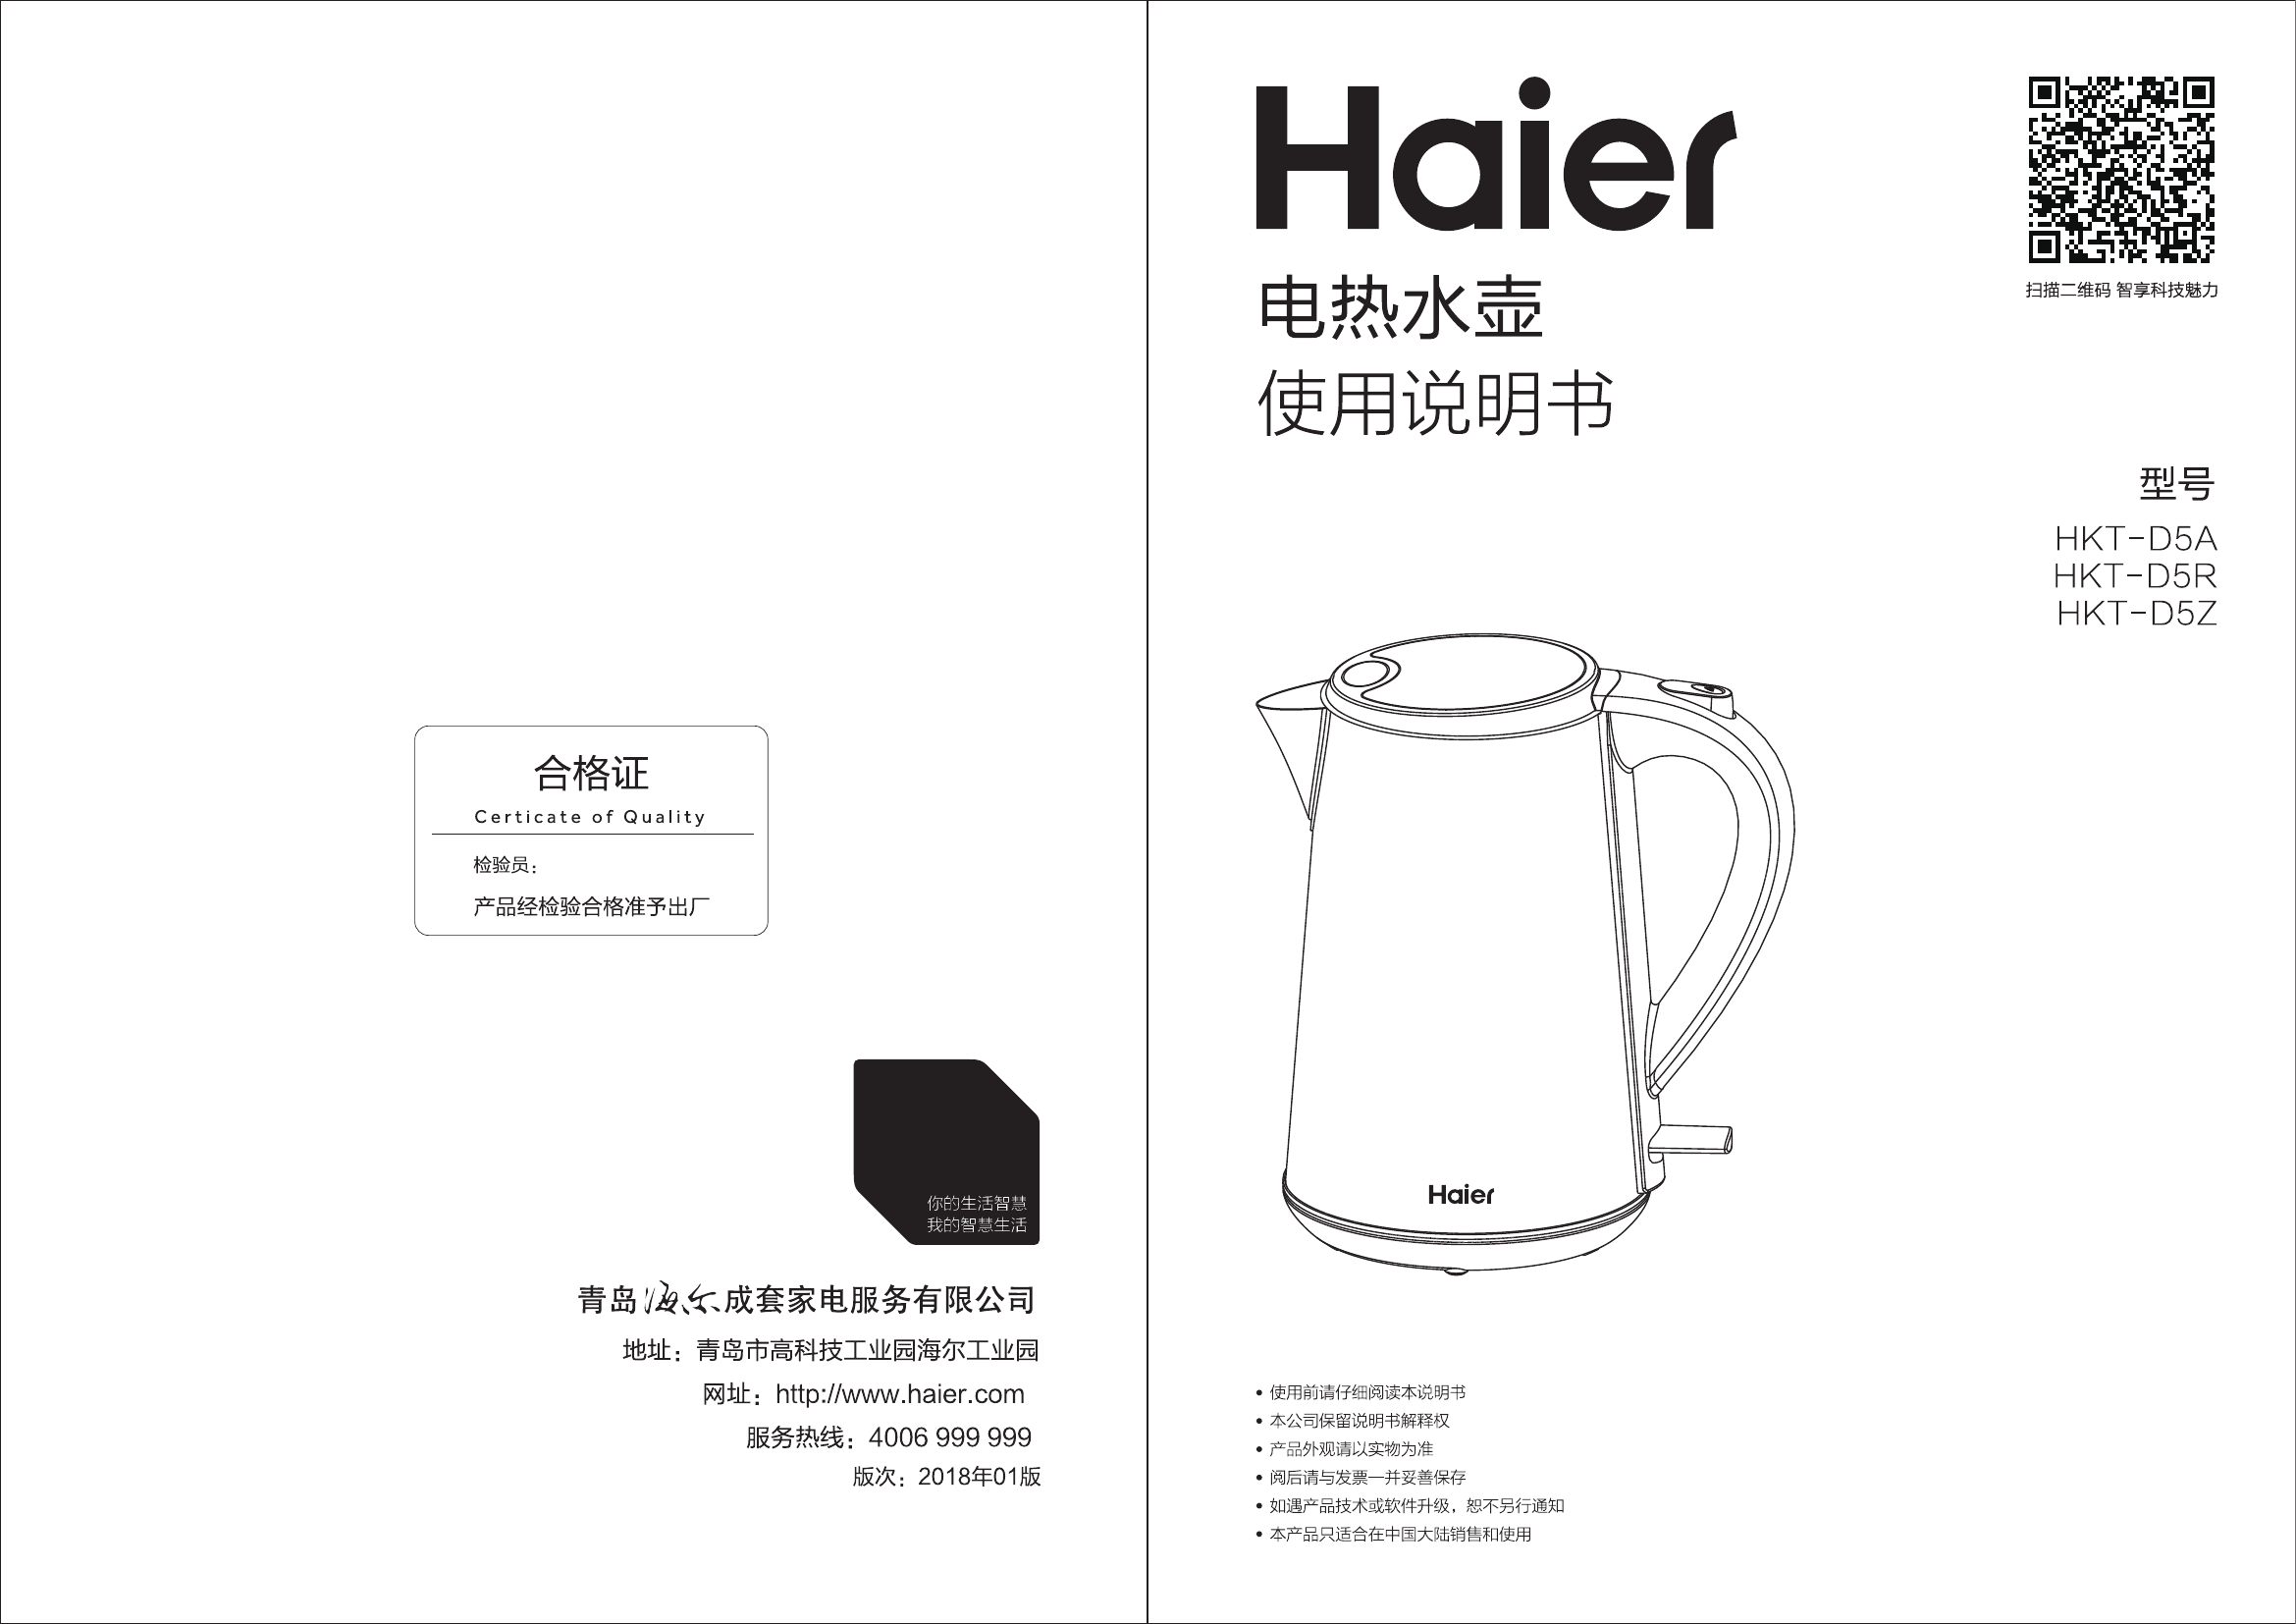 合格证
Certicate of Quality
检验员：
产品经检验合格准予出厂
你的生活智慧
我的智慧生活
青岛海尔成套家电服务有限公司
地址：青岛市高科技工业园海尔工业园
网址：http://www.haier.com
服务热线：4006 999 999
版次：2018年01版
Haier
电热水壶
使用说明书
扫描二维码 智享科技魅力
型号
HKT-D5A
HKT-D5R
HKT-D5Z
Haier
• 使用前请仔细阅读本说明书
• 本公司保留说明书解释权
• 产品外观请以实物为准
• 阅后请与发票一并妥善保存
• 如遇产品技术或软件升级，恕不另行通知
• 本产品只适合在中国大陆销售和使用